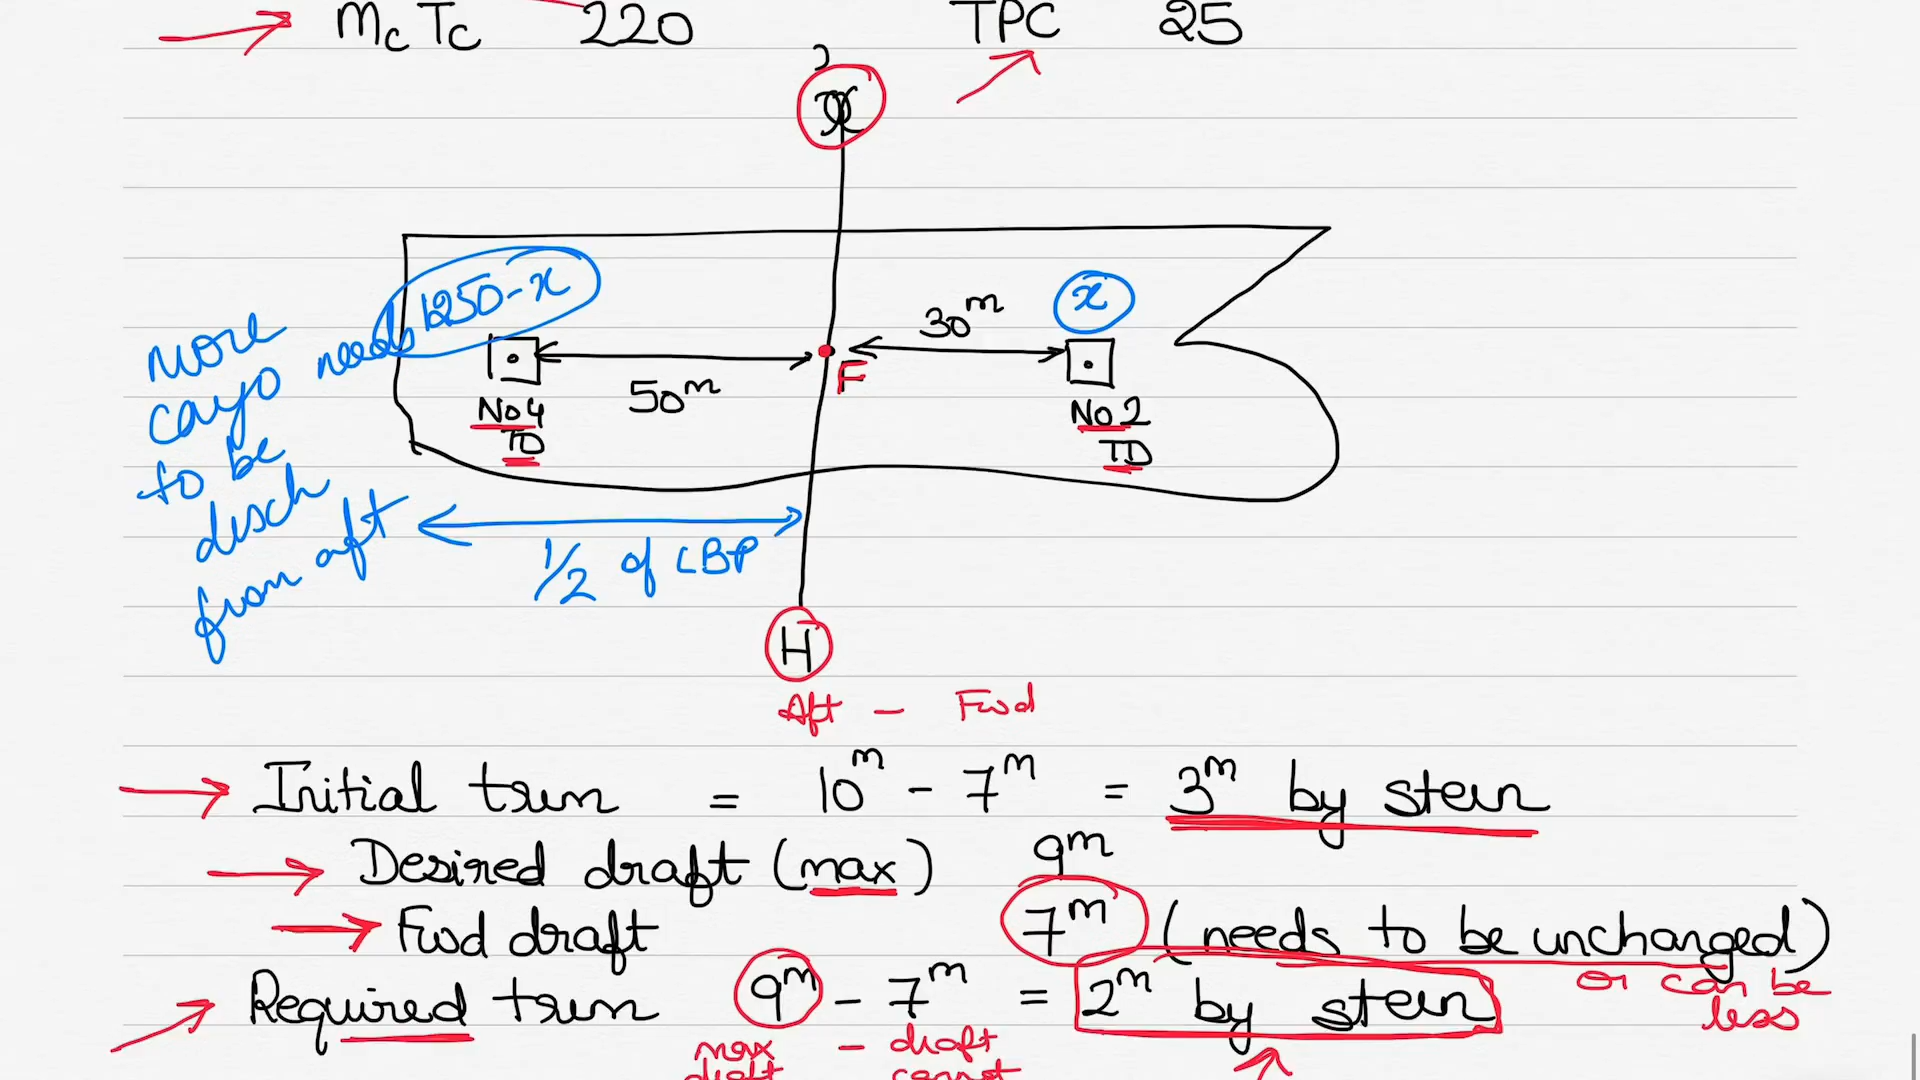 McTc 220 TPC 25
1250-x
x
30m
more
cargo needs
to be
disch
from aft
50m
F
No4
TD
No2
TD
1/2 of LBP
H
Aft - Fwd
Initial trim = 10m - 7m = 3m by stern
Desired draft (max) 9m
Fwd draft 7m (needs to be unchanged)
or can be
less
Required trim 9m - 7m = 2m by stern
max - draft
draft cannot